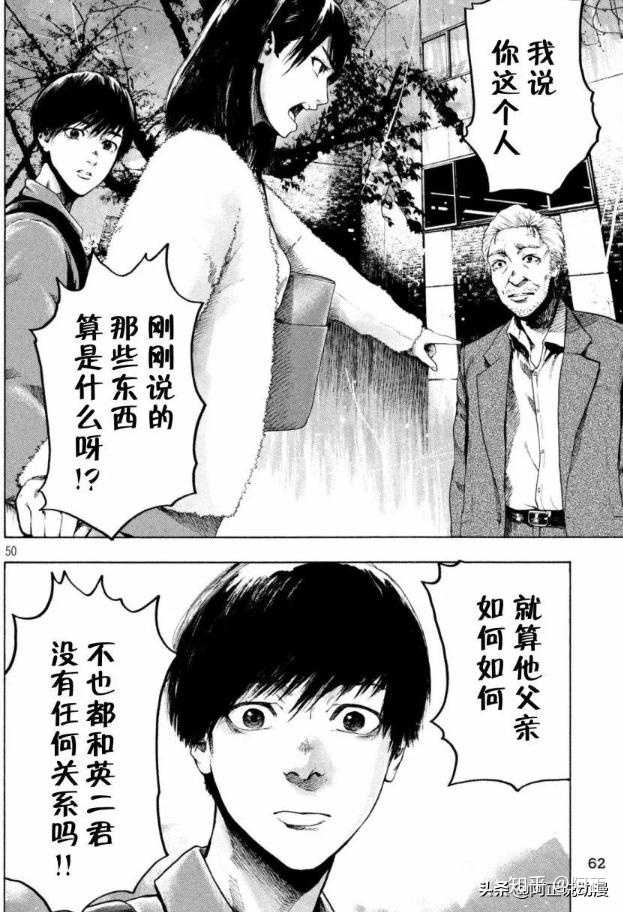 我说
你这个人
刚刚说的
那些东西
算是什么呀!?
50
就算他父亲
如何如何
不也都和英二君
没有任何关系吗!!
62
知乎
头条
说动漫